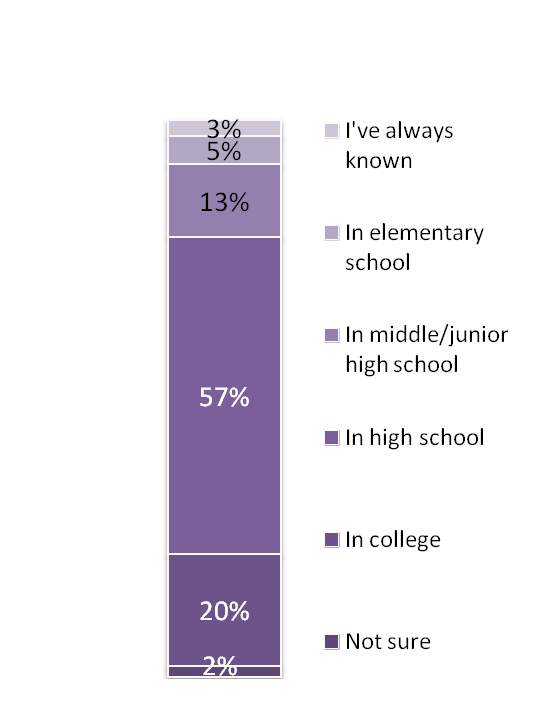 3%
5%
13%
57%
20%
2%
I've always
known
In elementary
school
In middle/junior
high school
In high school
In college
Not sure